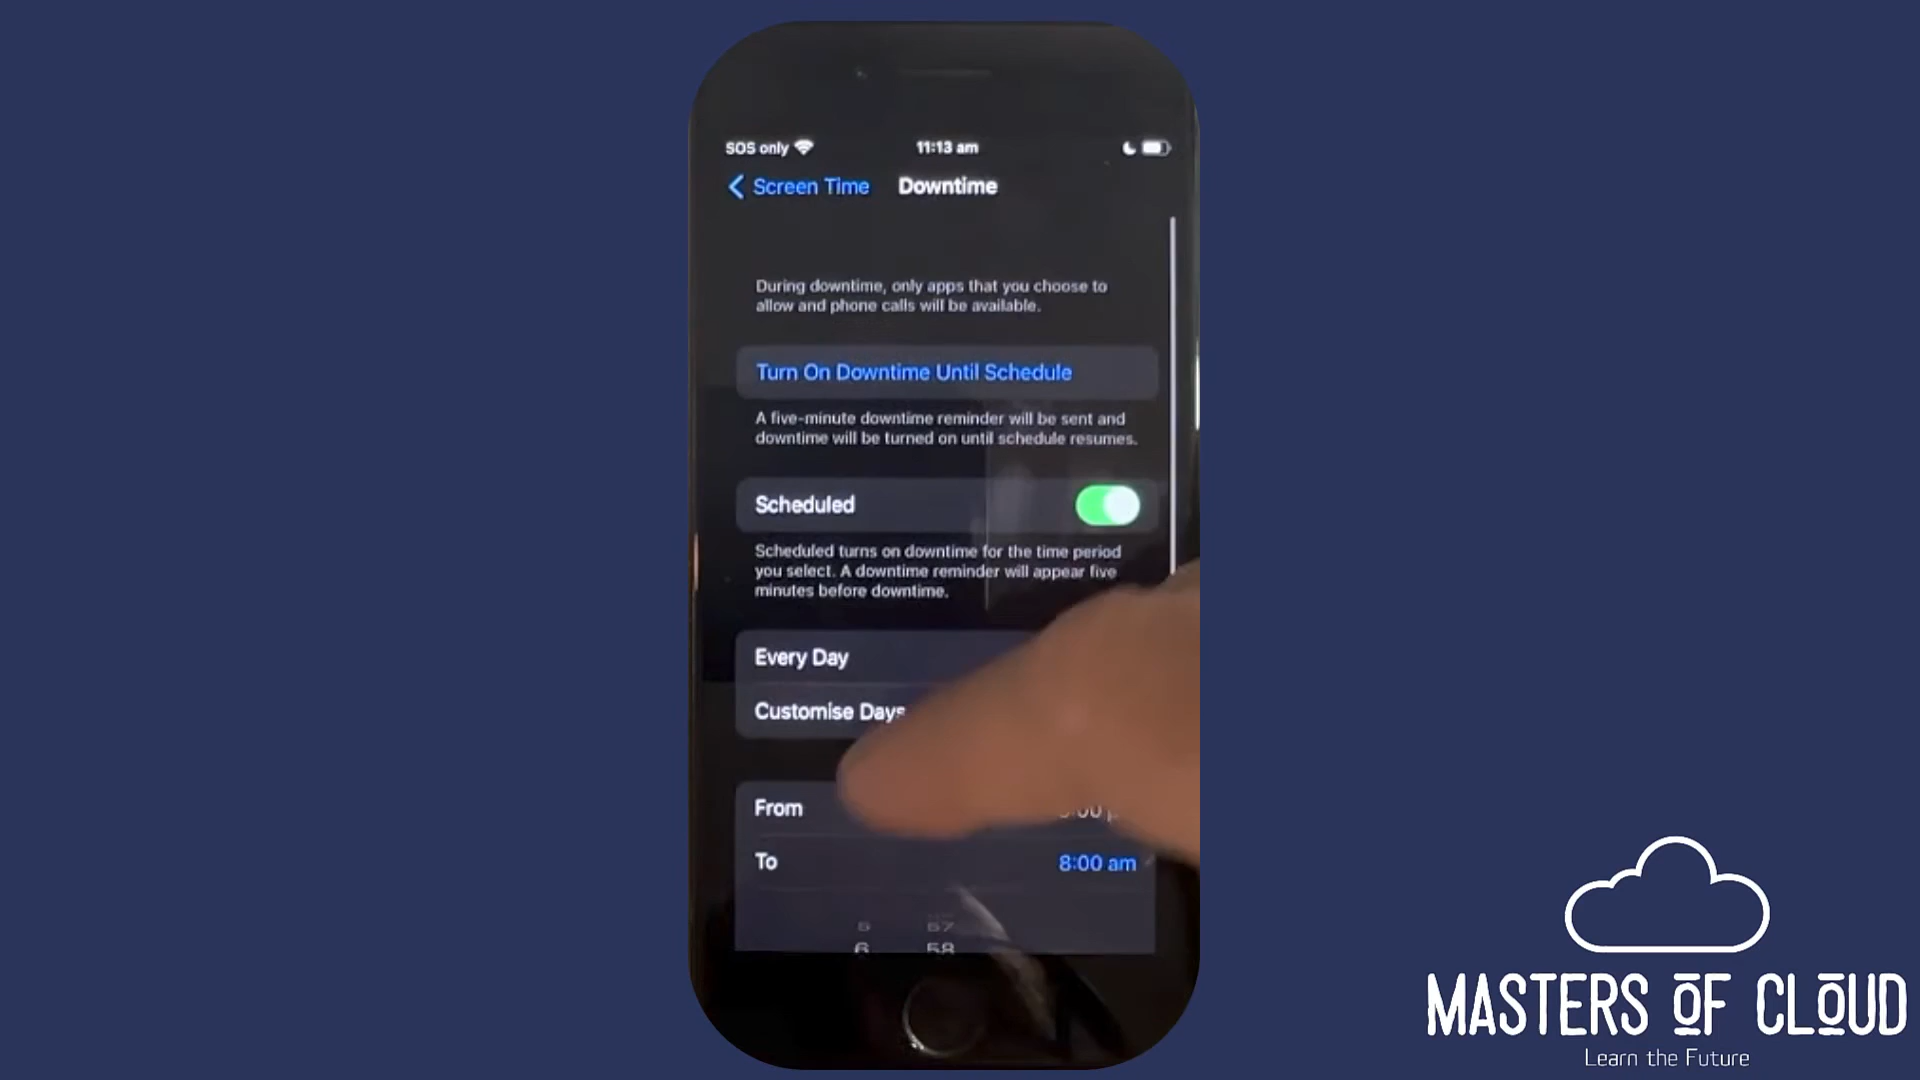 SOS only
11:13 am
Screen Time
Downtime
During downtime, only apps that you choose to
allow and phone calls will be available.
Turn On Downtime Until Schedule
A five-minute downtime reminder will be sent and
downtime will be turned on until schedule resumes.
Scheduled
Scheduled turns on downtime for the time period
you select. A downtime reminder will appear five
minutes before downtime.
Every Day
Customise Days
From
To
8:00 am
5 57
6 58
MASTERS OF CLOUD
Learn the Future